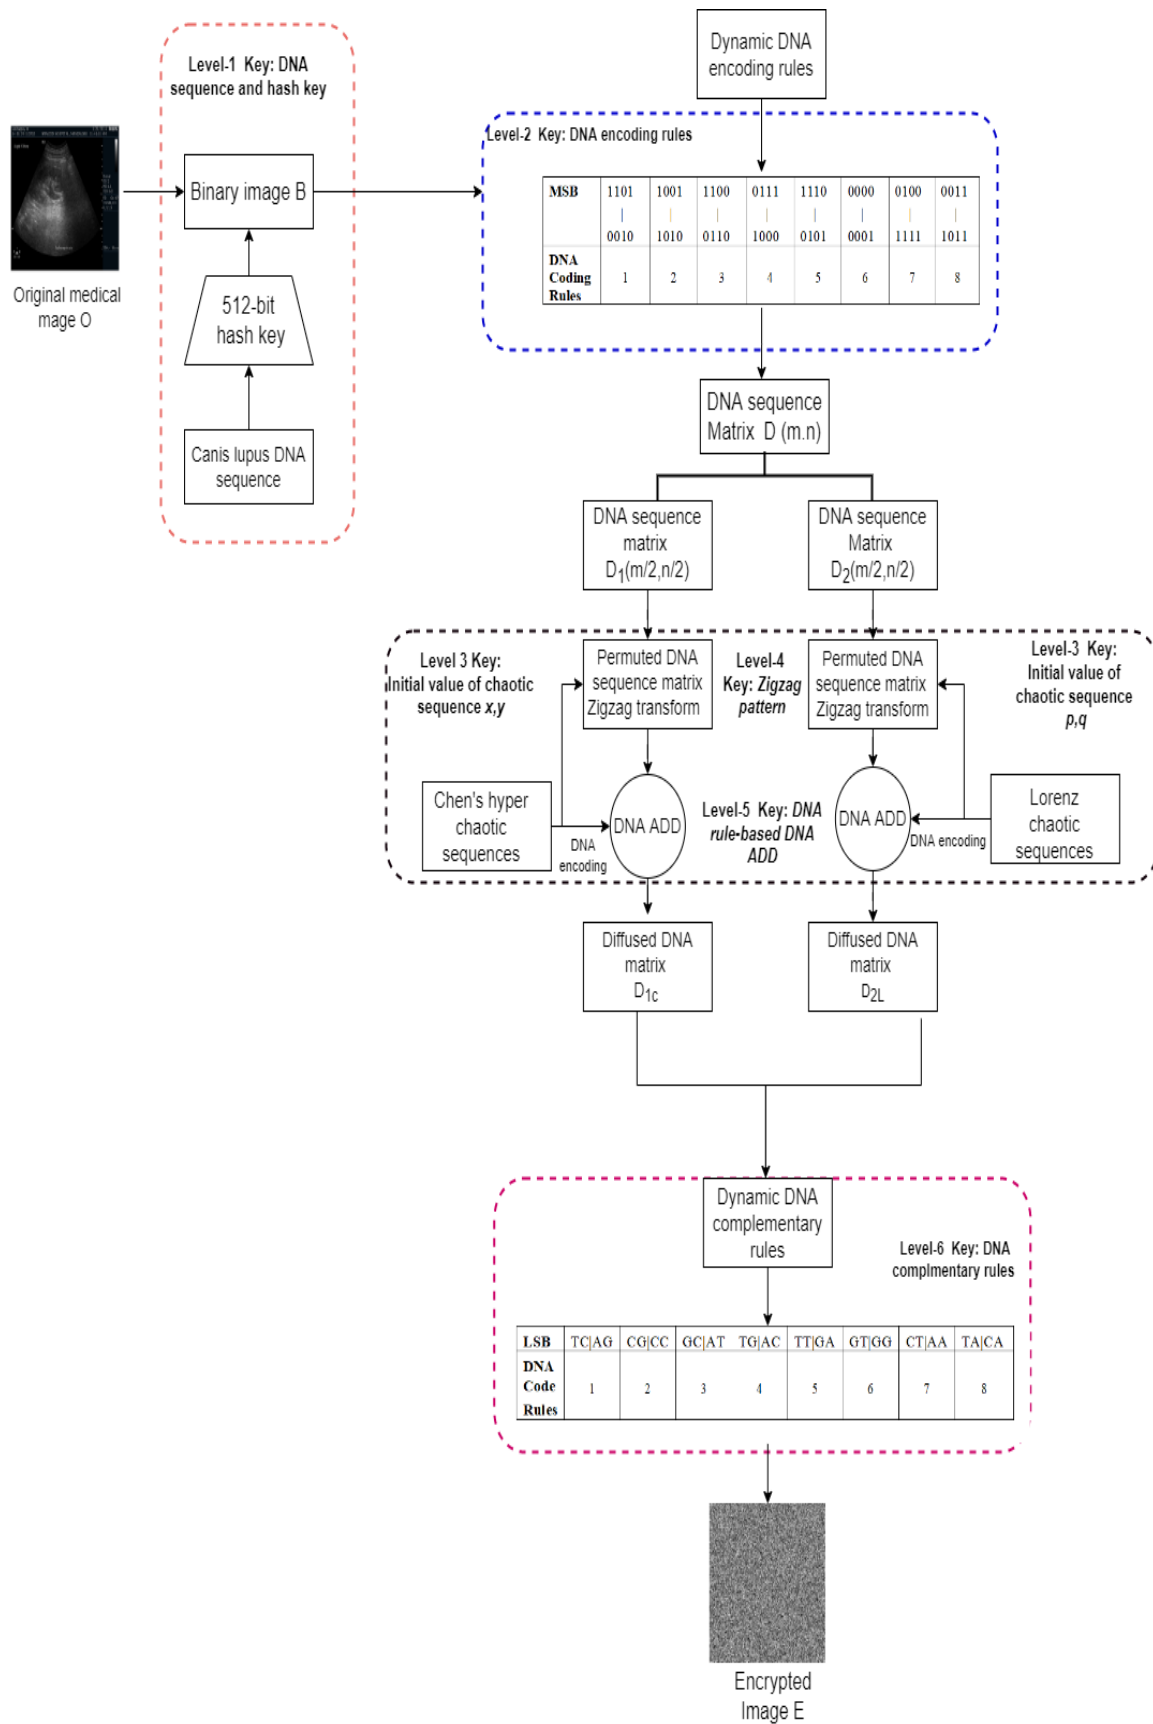 Level-1 Key: DNA
sequence and hash key
Binary image B
512-bit
hash key
Canis lupus DNA
sequence
Original medical
mage O
Dynamic DNA
encoding rules
Level-2 Key: DNA encoding rules
MSB 1101 1001 1100 0111 1110 0000 0100 0011
| | | | | | | |
0010 1010 0110 1000 0101 0001 1111 1011
DNA
Coding 1 2 3 4 5 6 7 8
Rules
DNA sequence
Matrix D (m.n)
DNA sequence
matrix
D1(m/2,n/2)
DNA sequence
Matrix
D2(m/2,n/2)
Level 3 Key:
Initial value of chaotic
sequence x,y
Permuted DNA
sequence matrix
Zigzag transform
Level-4
Key: Zigzag
pattern
Permuted DNA
sequence matrix
Zigzag transform
Level-3 Key:
Initial value of
chaotic sequence
p,q
Chen's hyper
chaotic
sequences
DNA
encoding
DNA ADD
Level-5 Key: DNA
rule-based DNA
ADD
DNA ADD
DNA encoding
Lorenz
chaotic
sequences
Diffused DNA
matrix
D1c
Diffused DNA
matrix
D2L
Dynamic DNA
complementary
rules
Level-6 Key: DNA
complmentary rules
LSB TC|AG CG|CC GC|AT TG|AC TT|GA GT|GG CT|AA TA|CA
DNA
Code 1 2 3 4 5 6 7 8
Rules
Encrypted
Image E